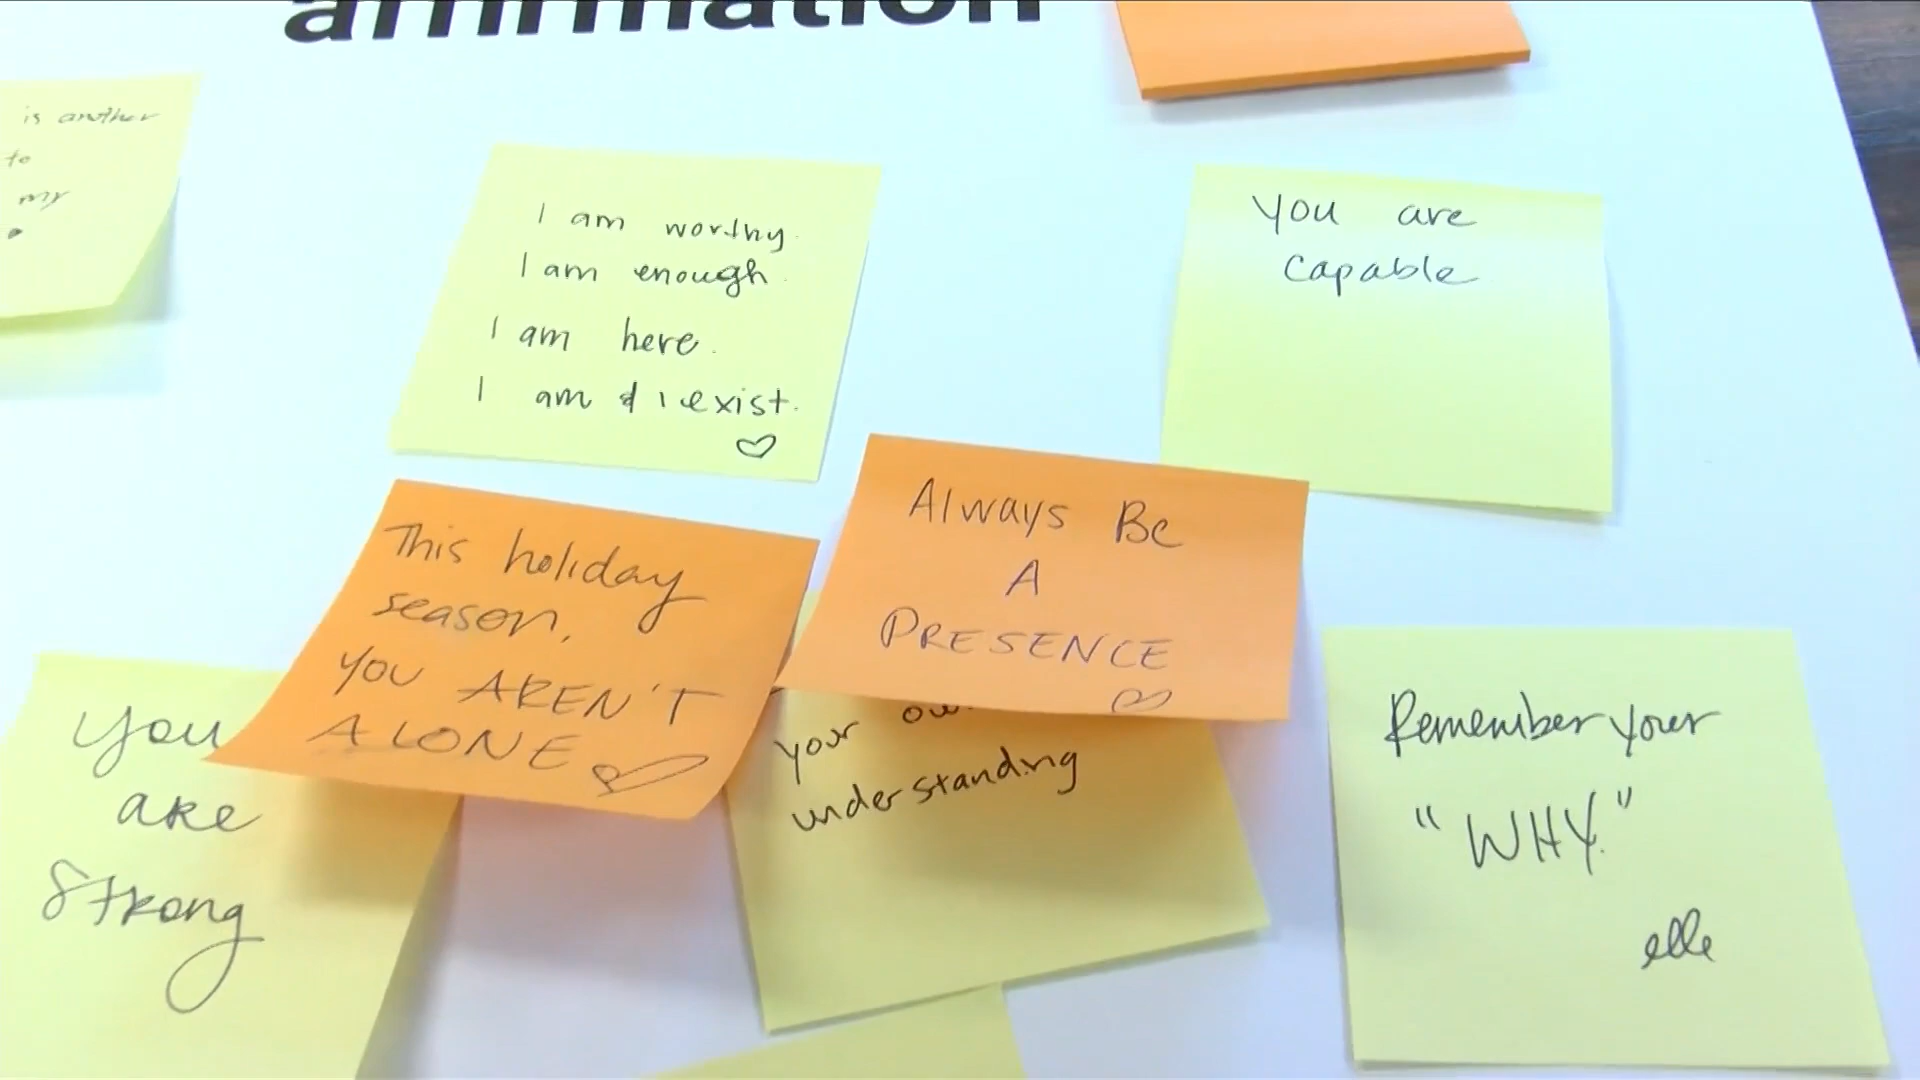 affirmation
is another
to
my
I am worthy.
I am enough.
I am here.
I am & I exist.
You are
capable
This holiday
season,
YOU AREN'T
ALONE
Always Be
A
PRESENCE
You
are
Strong
your own
understanding
Remember your
"WHY."
elle